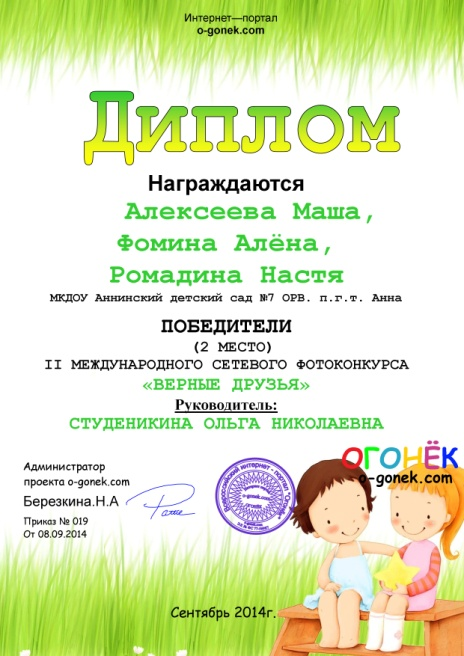 Интернет—портал
o-gonek.com
Диплом
Награждаются
Алексеева Маша,
Фомина Алёна,
Ромадина Настя
МКДОУ Аннинский детский сад №7 ОРВ. п.г.т. Анна
ПОБЕДИТЕЛИ
(2 МЕСТО)
II МЕЖДУНАРОДНОГО СЕТЕВОГО ФОТОКОНКУРСА
«ВЕРНЫЕ ДРУЗЬЯ»
Руководитель:
СТУДЕНИКИНА ОЛЬГА НИКОЛАЕВНА
ОГОНЁК
o-gonek.com
Администратор
проекта o-gonek.com
Березкина.Н.А
Приказ № 019
От 08.09.2014
Сентябрь 2014г.